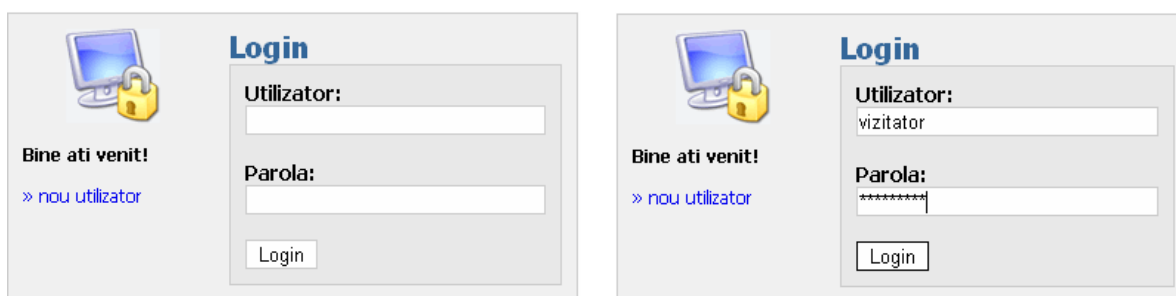 Login
Utilizator:
Bine ati venit!
Parola:
» nou utilizator
Login
Login
Utilizator:
vizitator
Bine ati venit!
Parola:
» nou utilizator
*********
Login